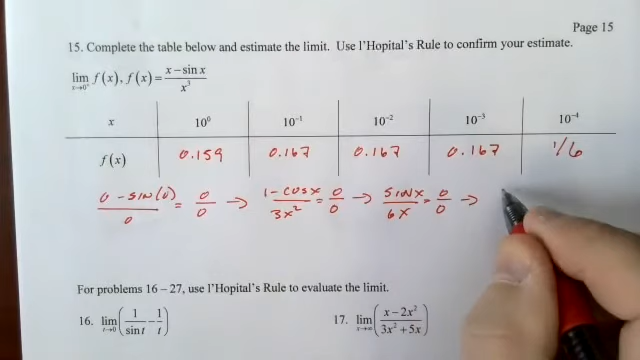 Page 15
15. Complete the table below and estimate the limit. Use l'Hopital's Rule to confirm your estimate.
lim x→0⁺ f(x), f(x) = (x − sin x)/x³
x 10⁰ 10⁻¹ 10⁻² 10⁻³ 10⁻⁴
f(x) 0.159 0.167 0.167 0.167 1/6
(0 − sin(0))/0 = 0/0 → (1 − cosx)/3x² = 0/0 → sinx/6x = 0/0 →
For problems 16 – 27, use l'Hopital's Rule to evaluate the limit.
16. lim t→0 (1/sin t − 1/t) 17. lim x→∞ ((x − 2x²)/(3x² + 5x))